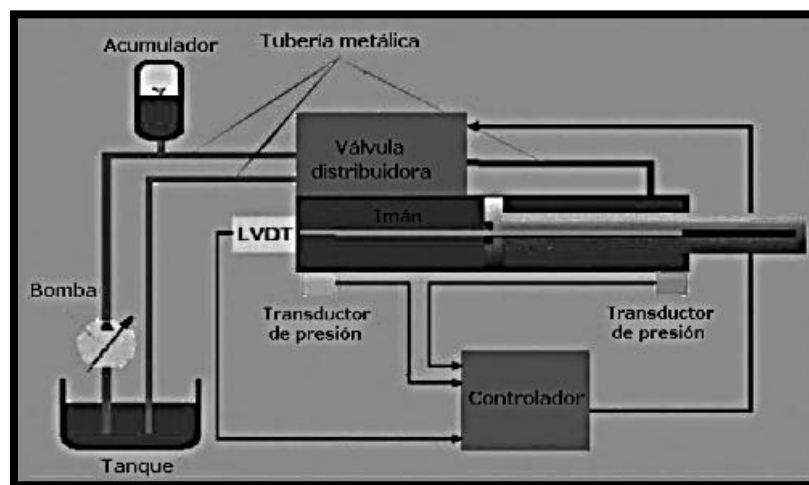 Acumulador
Tubería metálica
Válvula
distribuidora
Imán
LVDT
Bomba
Transductor
de presión
Transductor
de presión
Controlador
Tanque